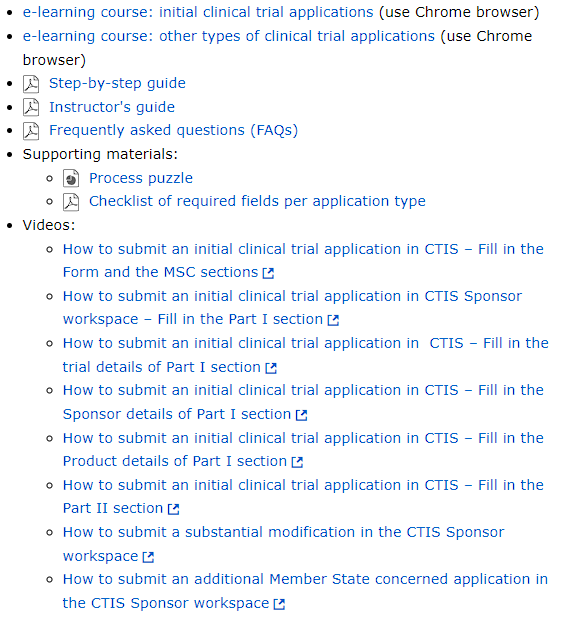 e-learning course: initial clinical trial applications (use Chrome browser)
e-learning course: other types of clinical trial applications (use Chrome
browser)
Step-by-step guide
Instructor's guide
Frequently asked questions (FAQs)
Supporting materials:
Process puzzle
Checklist of required fields per application type
Videos:
How to submit an initial clinical trial application in CTIS – Fill in the
Form and the MSC sections
How to submit an initial clinical trial application in CTIS Sponsor
workspace – Fill in the Part I section
How to submit an initial clinical trial application in  CTIS – Fill in the
trial details of Part I section
How to submit an initial clinical trial application in CTIS – Fill in the
Sponsor details of Part I section
How to submit an initial clinical trial application in CTIS – Fill in the
Product details of Part I section
How to submit an initial clinical trial application in CTIS – Fill in the
Part II section
How to submit a substantial modification in the CTIS Sponsor
workspace
How to submit an additional Member State concerned application in
the CTIS Sponsor workspace